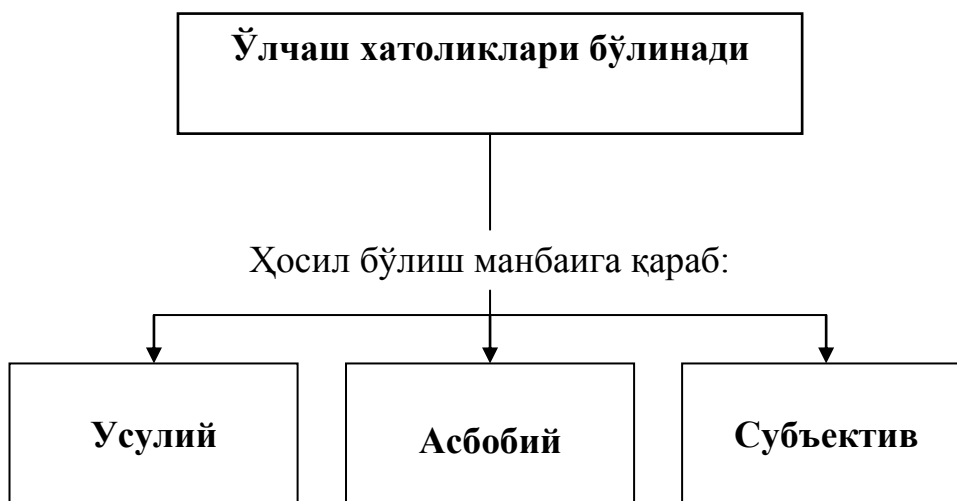 Ўлчаш хатоликлари бўлинади
Ҳосил бўлиш манбаига қараб:
Усулий
Асбобий
Субъектив